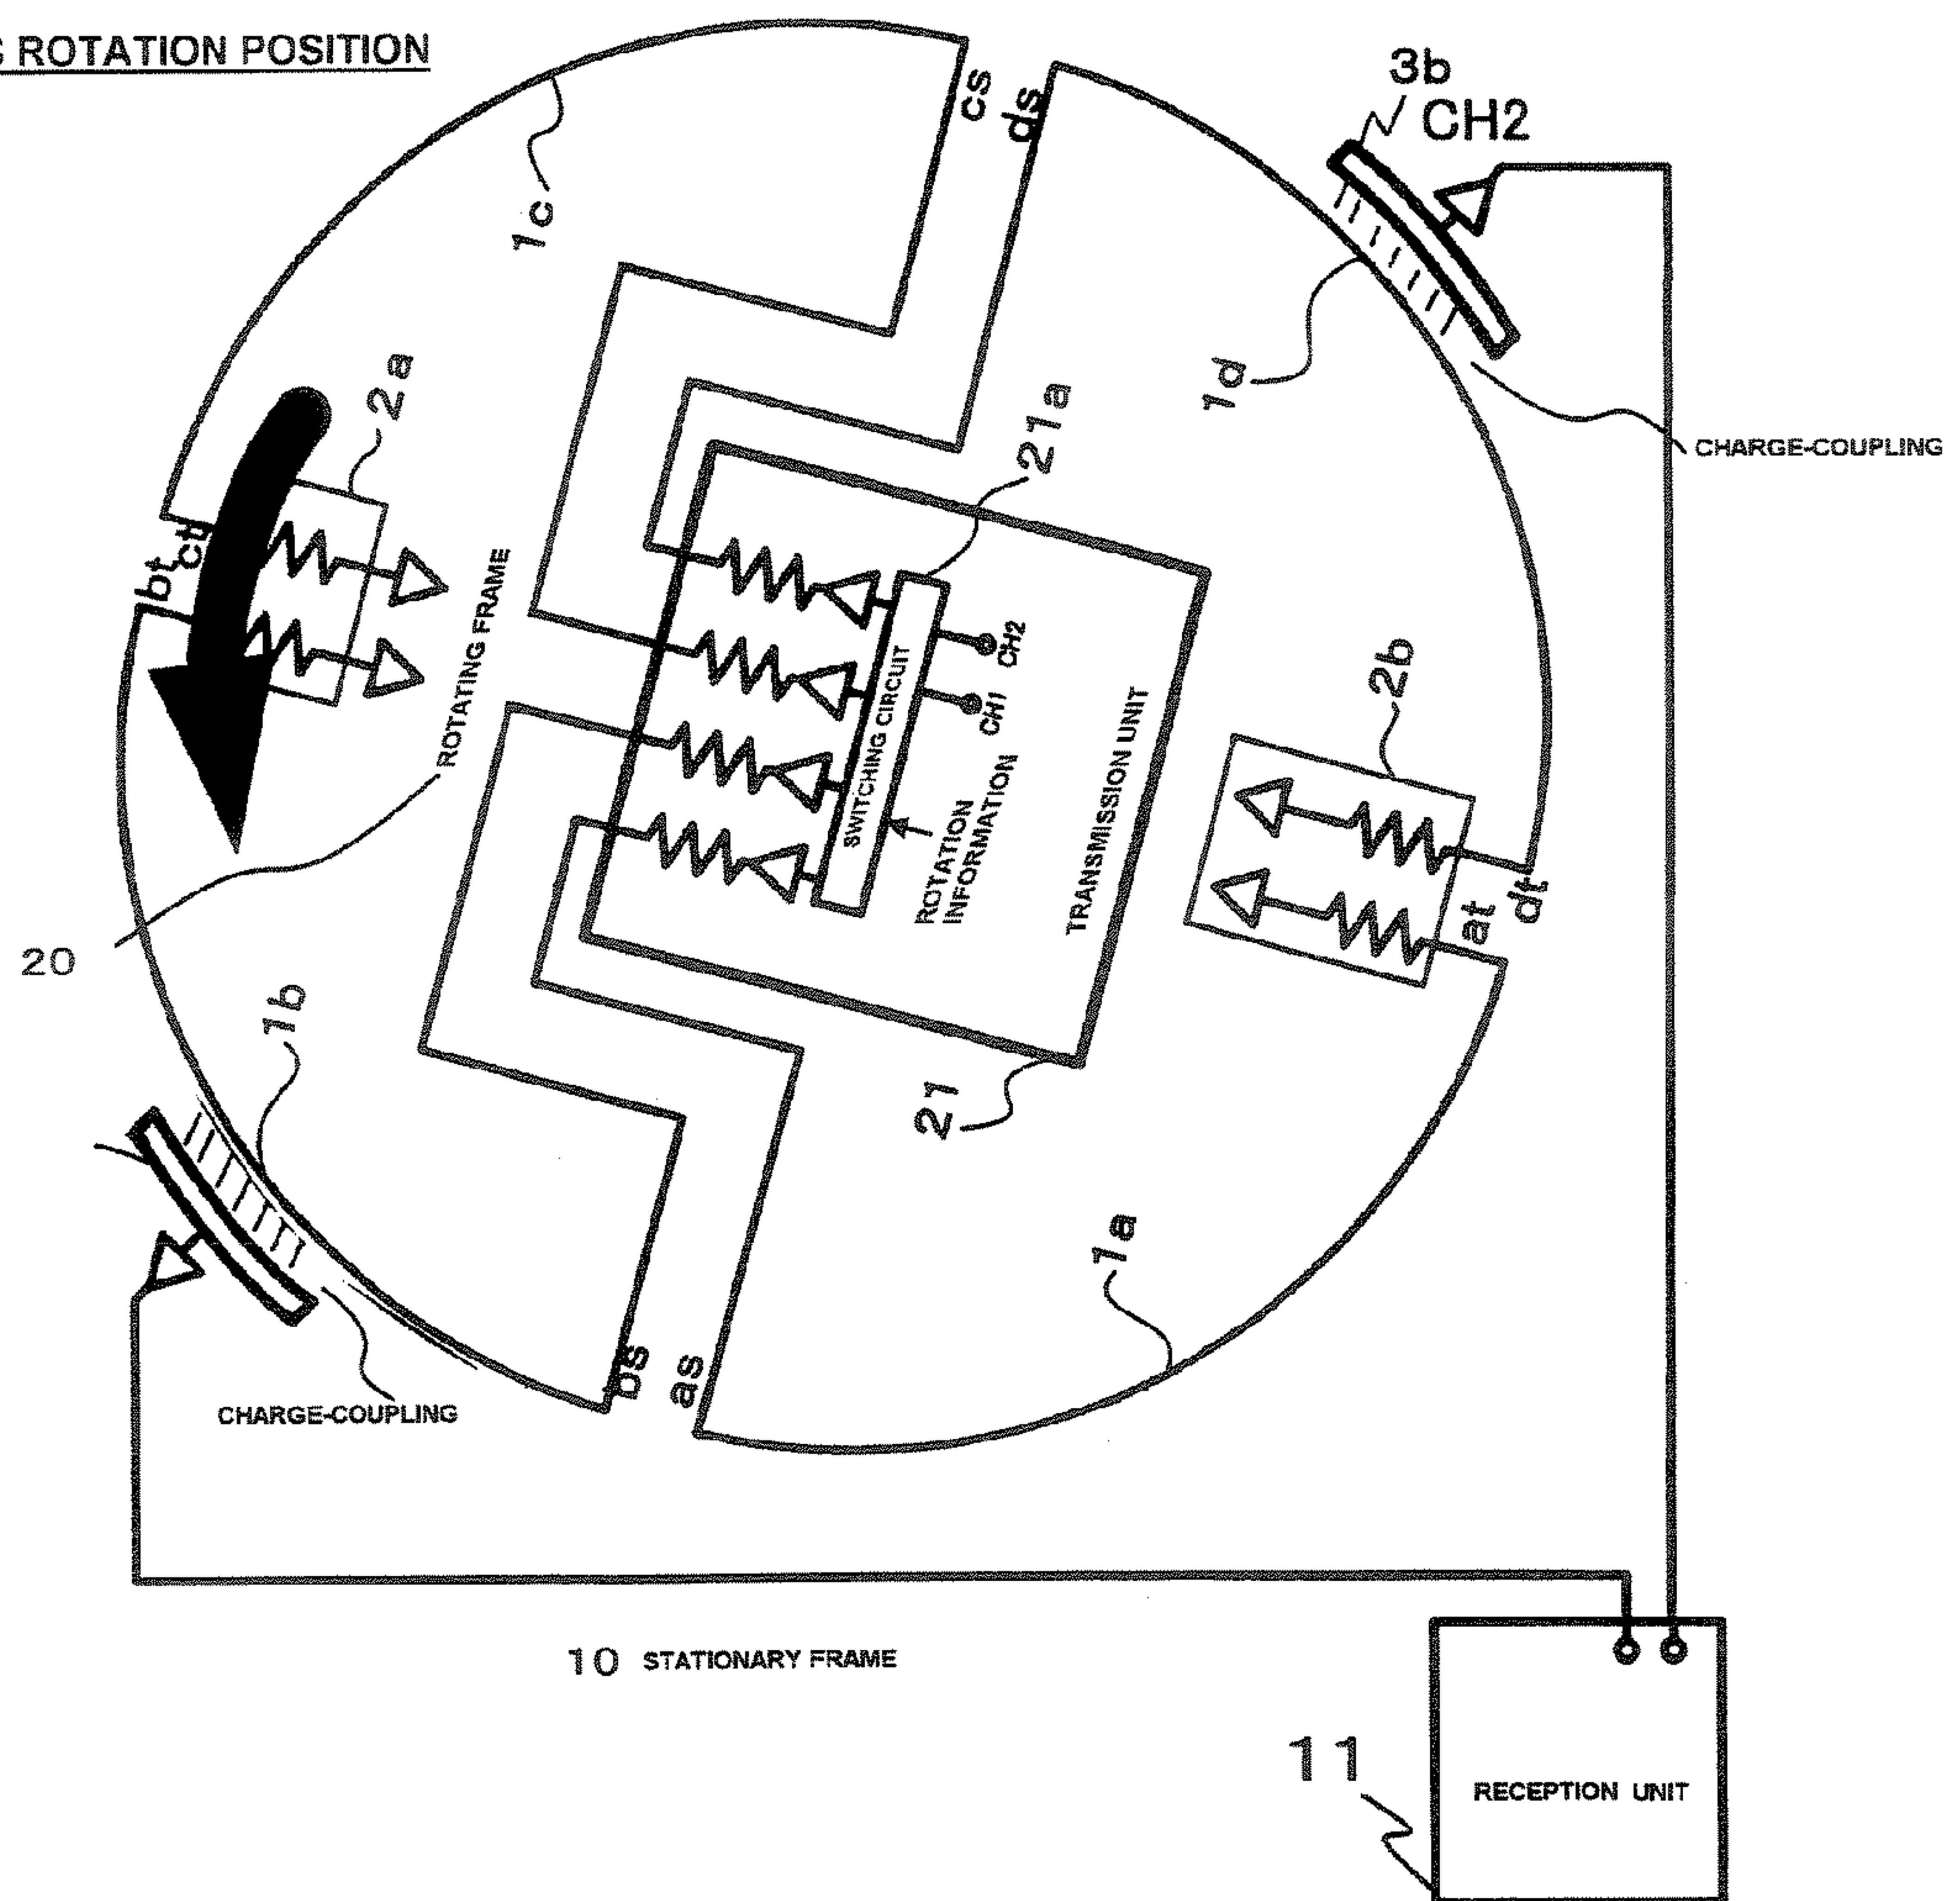 ROTATION POSITION
3b
CH2
cs
ds
1c
2a
1d
21a
CHARGE-COUPLING
bt
ct
ROTATING FRAME
CH2
CH1
SWITCHING CIRCUIT
ROTATION
INFORMATION
TRANSMISSION UNIT
2b
at
dt
20
1b
21
1a
bs
as
CHARGE-COUPLING
10 STATIONARY FRAME
11
RECEPTION UNIT